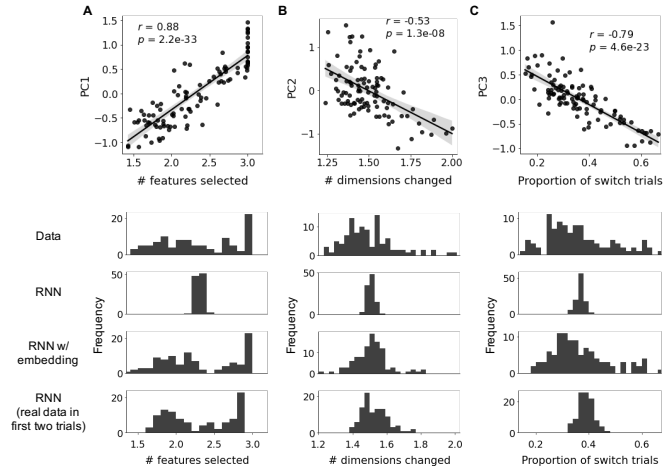 A
r = 0.88
p = 2.2e-33
PC1
1.5
1.0
0.5
0.0
-0.5
-1.0
1.5
2.0
2.5
3.0
# features selected
B
r = -0.53
p = 1.3e-08
PC2
1
0
−1
1.25
1.50
1.75
2.00
# dimensions changed
C
r = -0.79
p = 4.6e-23
PC3
1.5
1.0
0.5
0.0
−0.5
−1.0
0.2
0.4
0.6
Proportion of switch trials
Data
20
0
10
0
10
0
RNN
50
0
50
0
50
0
Frequency
Frequency
Frequency
RNN w/
embedding
20
0
10
0
10
0
RNN
(real data in
first two trials)
20
0
20
0
20
0
1.5
2.0
2.5
3.0
# features selected
1.2
1.4
1.6
1.8
2.0
# dimensions changed
0.2
0.4
0.6
Proportion of switch trials